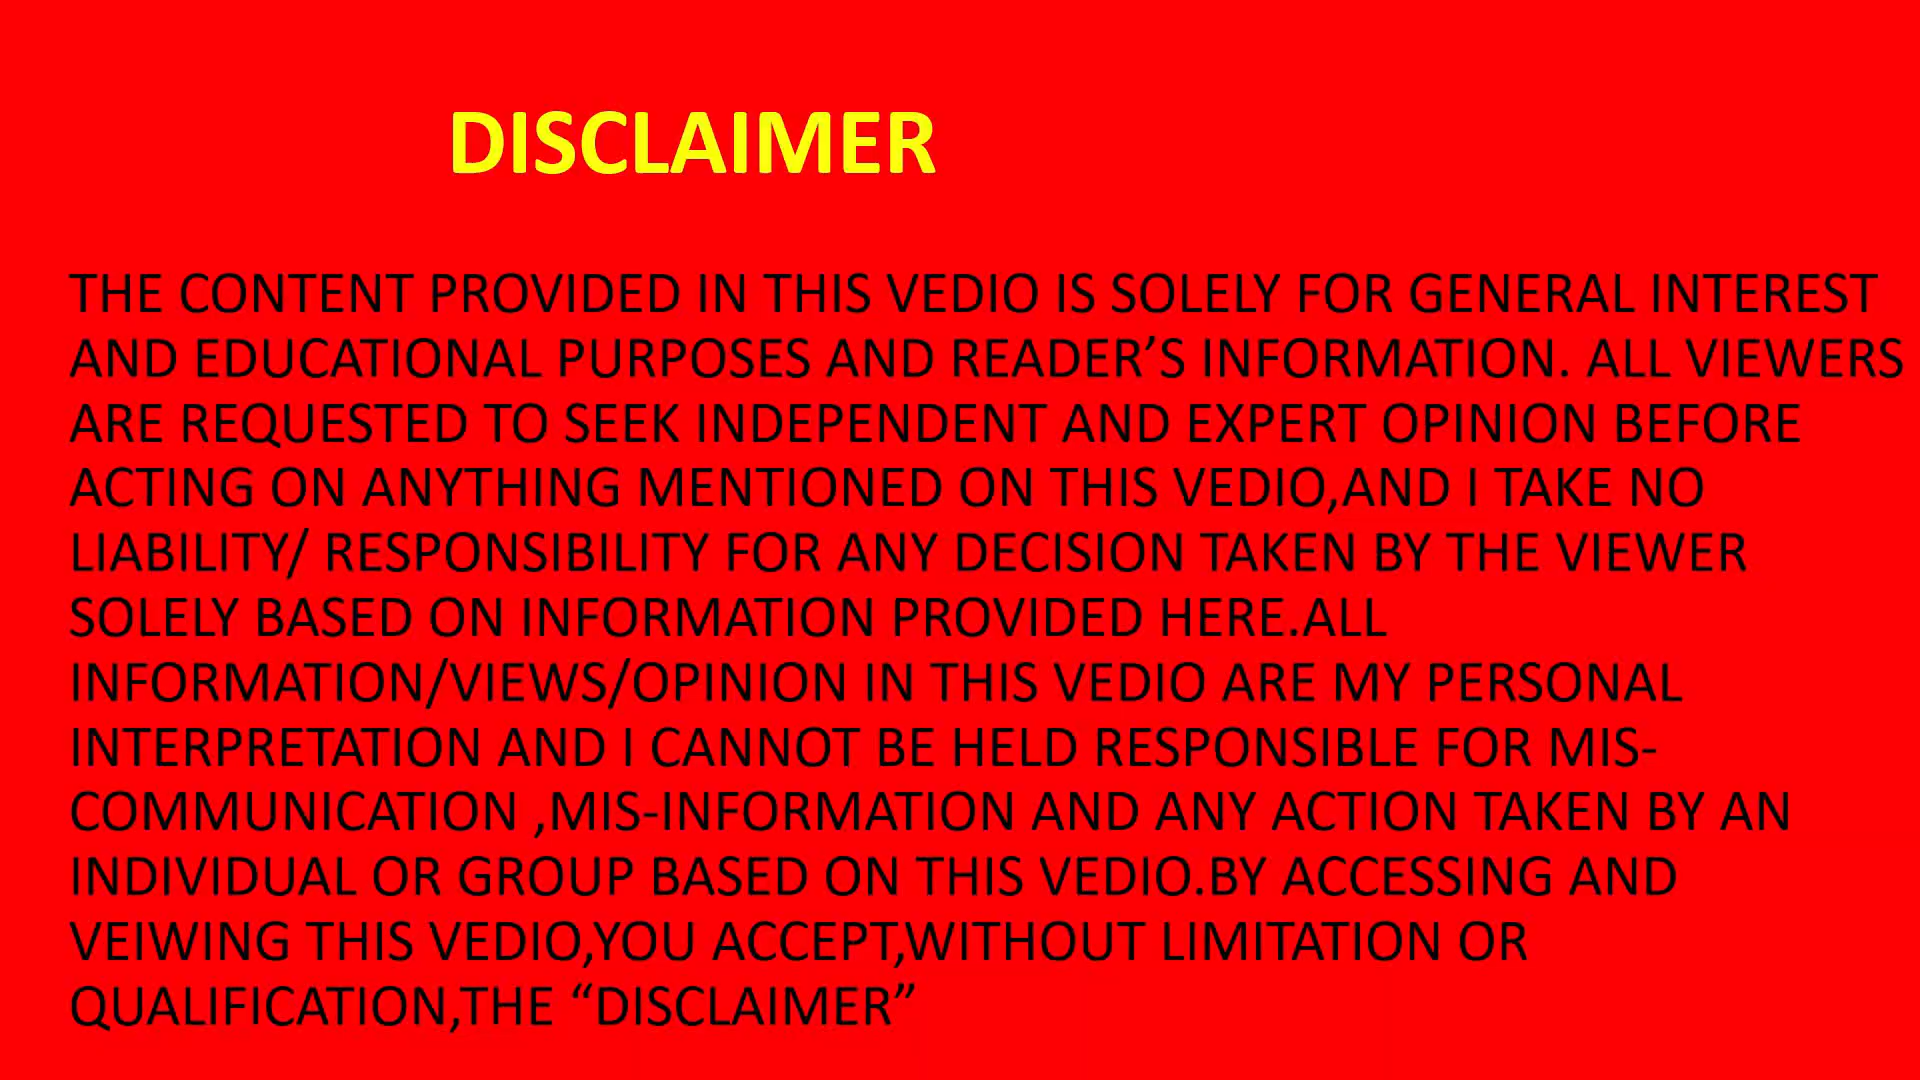 DISCLAIMER
THE CONTENT PROVIDED IN THIS VEDIO IS SOLELY FOR GENERAL INTEREST
AND EDUCATIONAL PURPOSES AND READER’S INFORMATION. ALL VIEWERS
ARE REQUESTED TO SEEK INDEPENDENT AND EXPERT OPINION BEFORE
ACTING ON ANYTHING MENTIONED ON THIS VEDIO,AND I TAKE NO
LIABILITY/ RESPONSIBILITY FOR ANY DECISION TAKEN BY THE VIEWER
SOLELY BASED ON INFORMATION PROVIDED HERE.ALL
INFORMATION/VIEWS/OPINION IN THIS VEDIO ARE MY PERSONAL
INTERPRETATION AND I CANNOT BE HELD RESPONSIBLE FOR MIS-
COMMUNICATION ,MIS-INFORMATION AND ANY ACTION TAKEN BY AN
INDIVIDUAL OR GROUP BASED ON THIS VEDIO.BY ACCESSING AND
VEIWING THIS VEDIO,YOU ACCEPT,WITHOUT LIMITATION OR
QUALIFICATION,THE “DISCLAIMER”